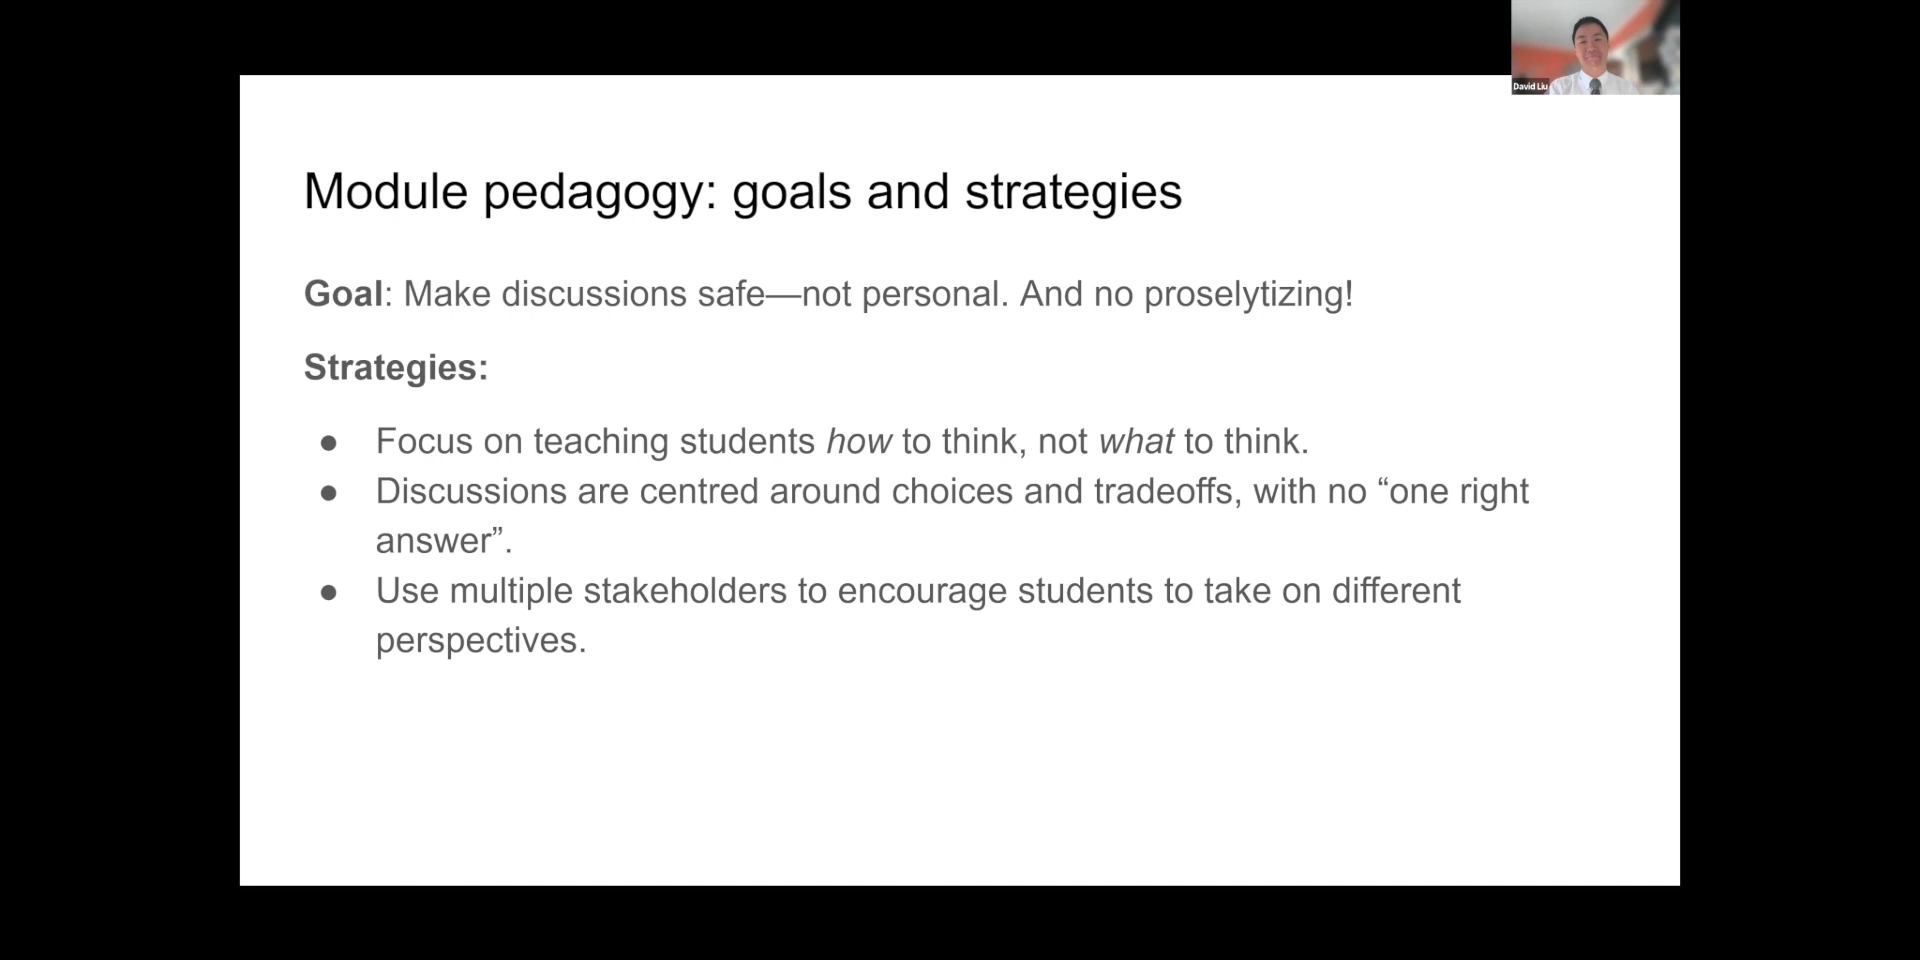 David Liu
Module pedagogy: goals and strategies
Goal: Make discussions safe—not personal. And no proselytizing!
Strategies:
● Focus on teaching students how to think, not what to think.
● Discussions are centred around choices and tradeoffs, with no “one right
answer”.
● Use multiple stakeholders to encourage students to take on different
perspectives.